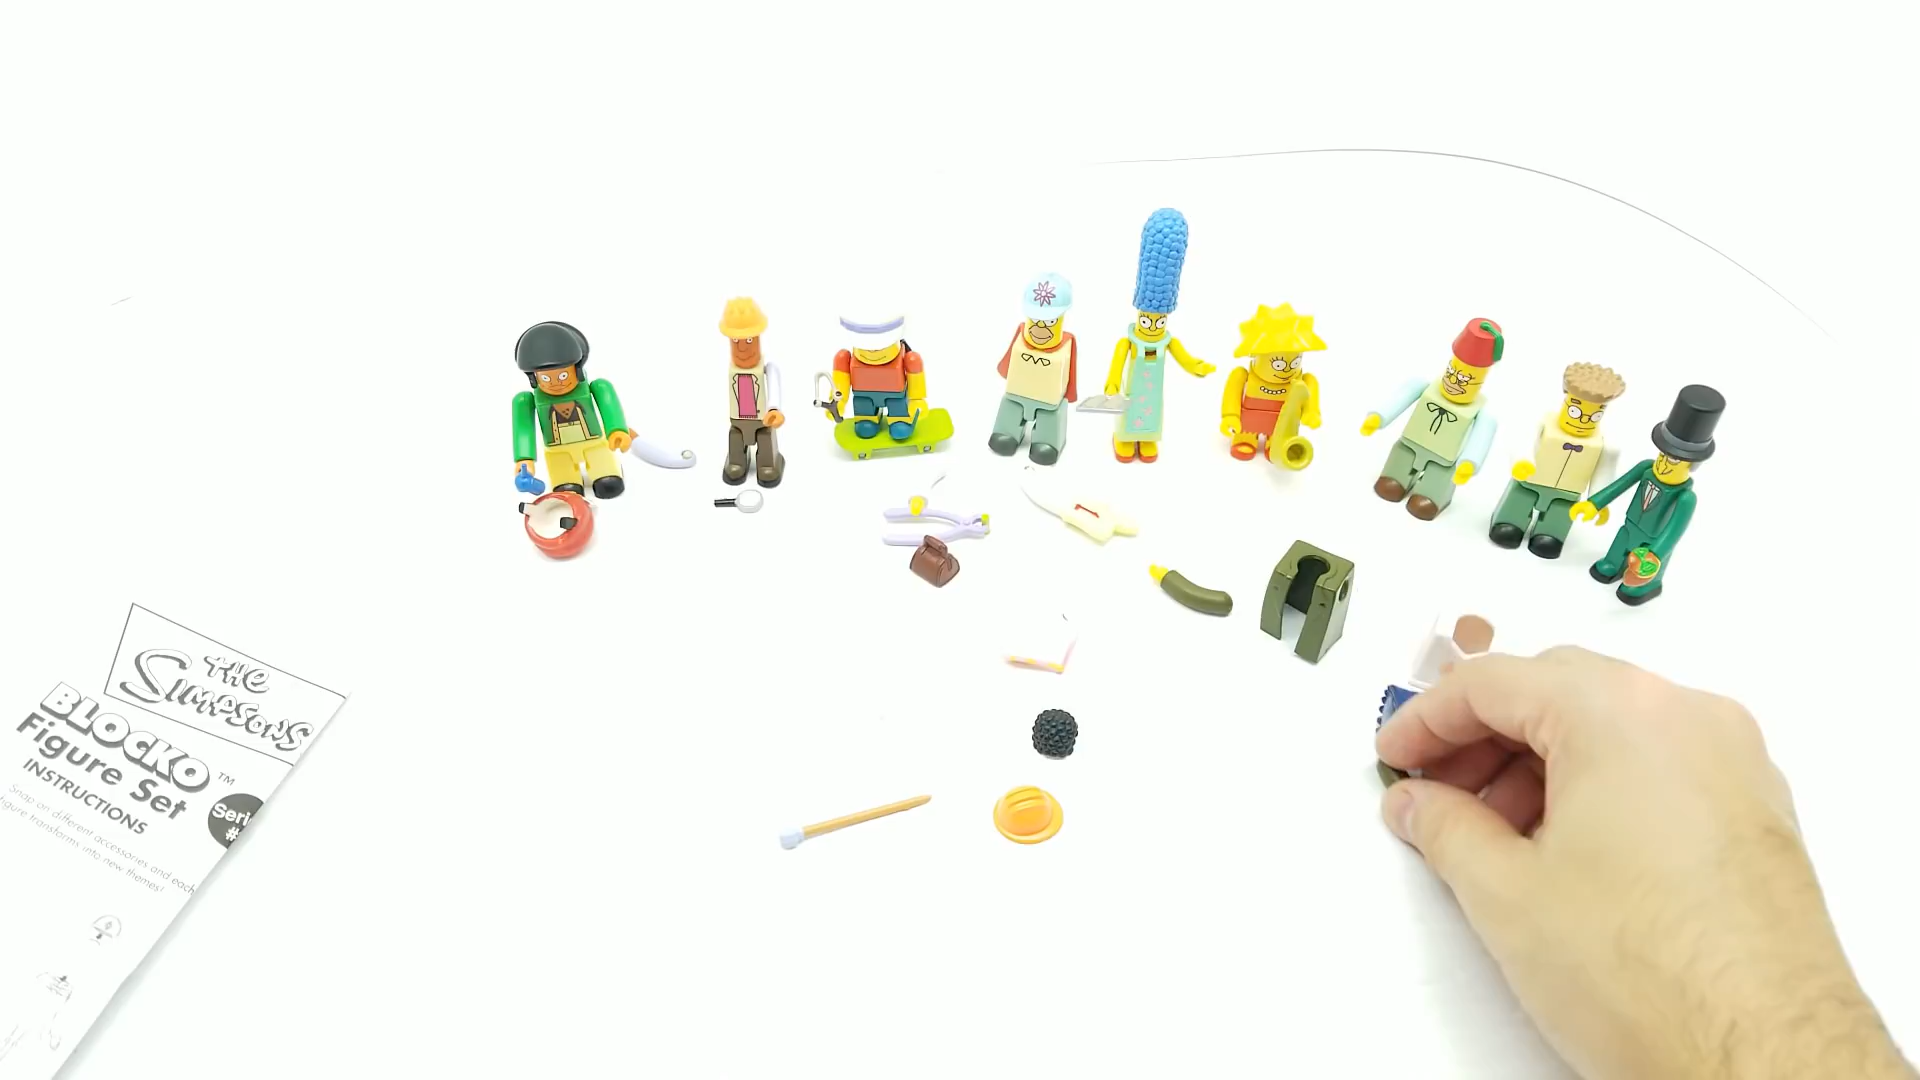 THE
SIMPSONS
BLOCKO™
Figure Set
INSTRUCTIONS
Snap on different accessories and each
figure transforms into new themes!
Seri
#